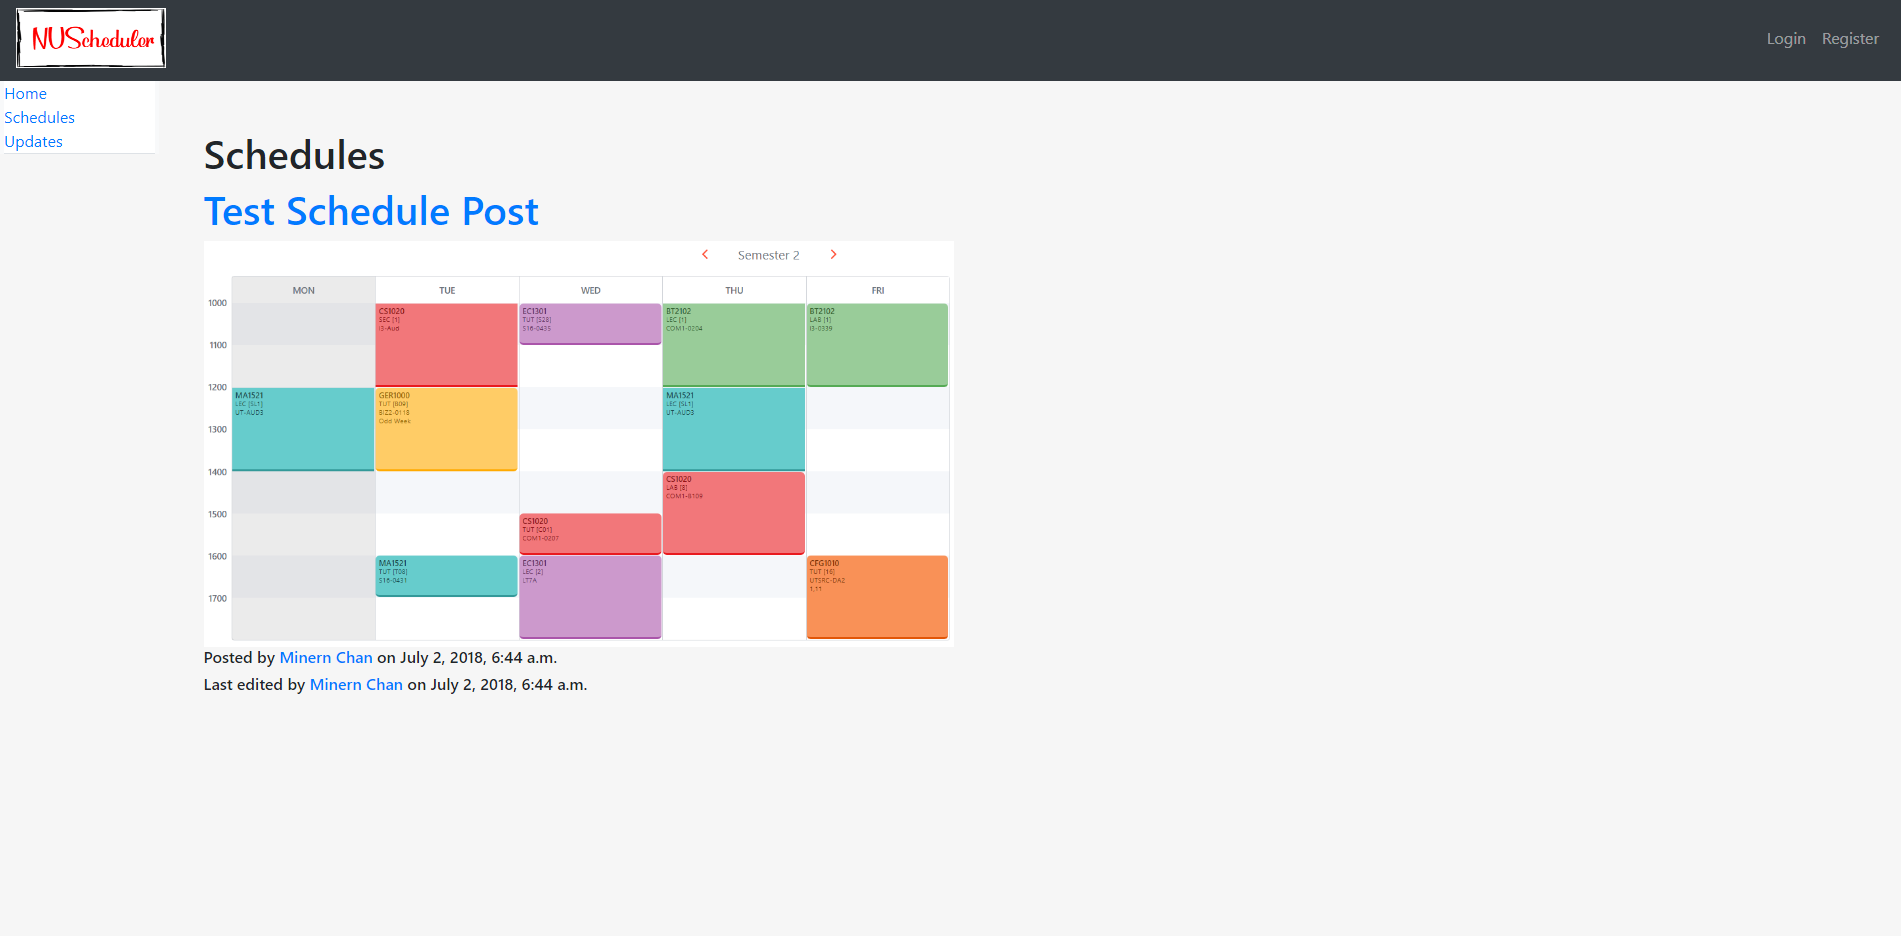 NUScheduler
Login Register
Home
Schedules
Updates
Schedules
Test Schedule Post
Semester 2
MON TUE WED THU FRI
1000
CS1020
SEC [1]
I3-Aud
EC1301
TUT [S28]
S16-0435
BT2102
LEC [1]
COM1-0204
BT2102
LAB [1]
I3-0339
1100
1200
MA1521
LEC [SL1]
UT-AUD3
GER1000
TUT [B09]
BIZ2-0118
Odd Week
MA1521
LEC [SL1]
UT-AUD3
1300
1400
CS1020
LAB [8]
COM1-B109
1500
CS1020
TUT [C01]
COM1-0207
1600
MA1521
TUT [T08]
S16-0431
EC1301
LEC [2]
LT7A
CFG1010
TUT [16]
UTSRC-DA2
1,11
1700
Posted by Minern Chan on July 2, 2018, 6:44 a.m.
Last edited by Minern Chan on July 2, 2018, 6:44 a.m.